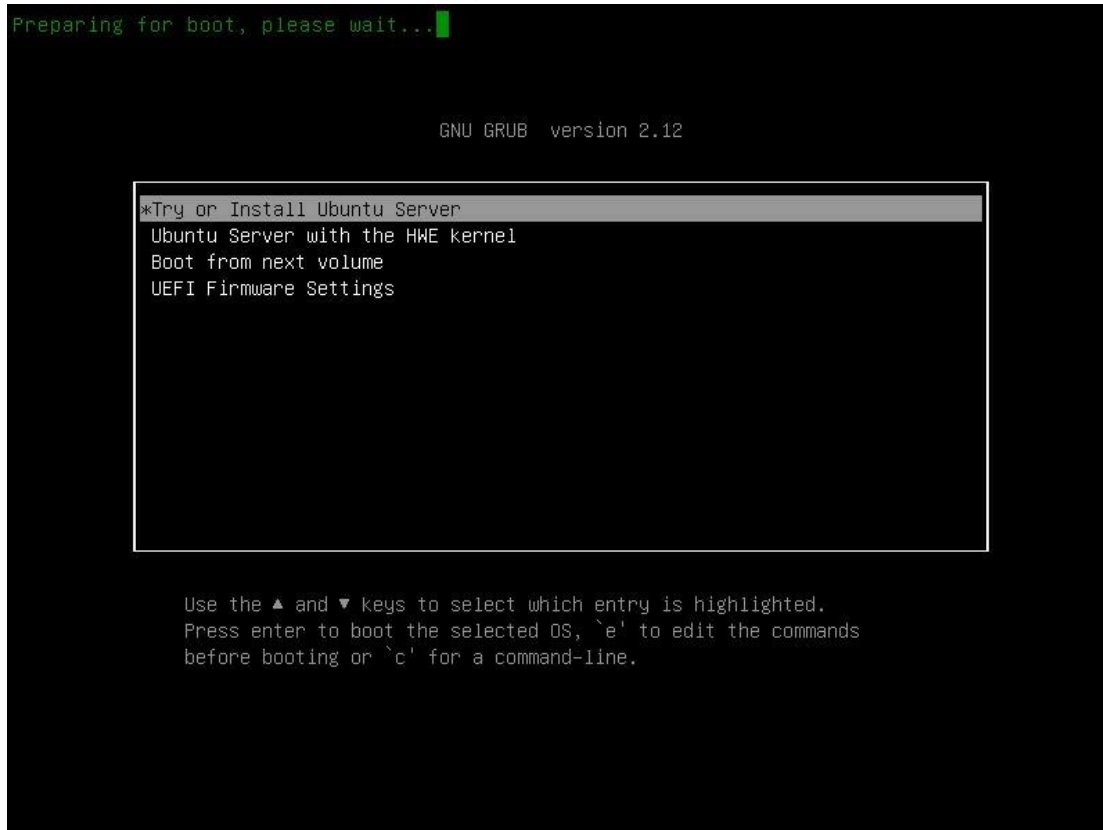 Preparing for boot, please wait...
GNU GRUB version 2.12
*Try or Install Ubuntu Server
Ubuntu Server with the HWE kernel
Boot from next volume
UEFI Firmware Settings
Use the ▲ and ▼ keys to select which entry is highlighted.
Press enter to boot the selected OS, `e' to edit the commands
before booting or `c' for a command-line.